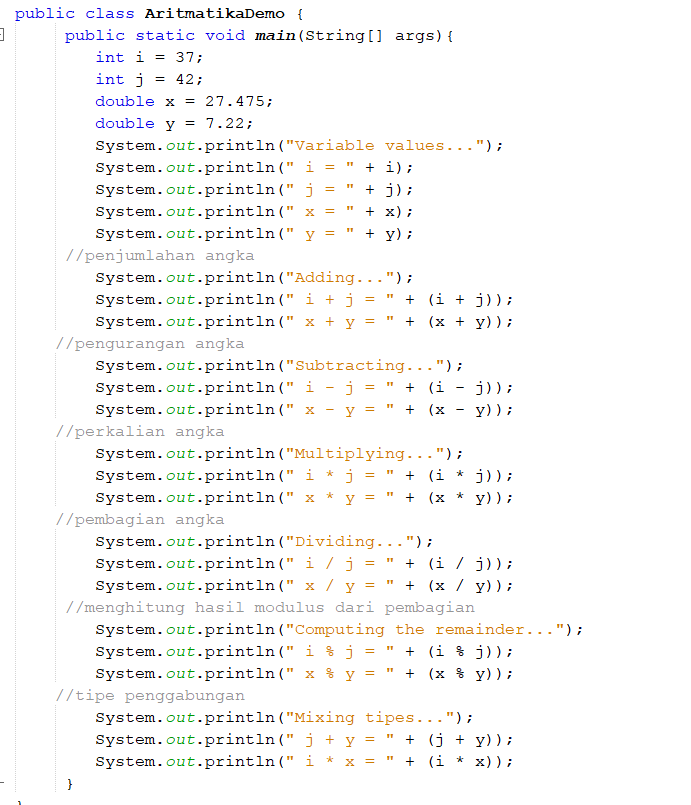 public class AritmatikaDemo {
public static void main(String[] args){
int i = 37;
int j = 42;
double x = 27.475;
double y = 7.22;
System.out.println("Variable values...");
System.out.println(" i = " + i);
System.out.println(" j = " + j);
System.out.println(" x = " + x);
System.out.println(" y = " + y);
//penjumlahan angka
System.out.println("Adding...");
System.out.println(" i + j = " + (i + j));
System.out.println(" x + y = " + (x + y));
//pengurangan angka
System.out.println("Subtracting...");
System.out.println(" i - j = " + (i - j));
System.out.println(" x - y = " + (x - y));
//perkalian angka
System.out.println("Multiplying...");
System.out.println(" i * j = " + (i * j));
System.out.println(" x * y = " + (x * y));
//pembagian angka
System.out.println("Dividing...");
System.out.println(" i / j = " + (i / j));
System.out.println(" x / y = " + (x / y));
//menghitung hasil modulus dari pembagian
System.out.println("Computing the remainder...");
System.out.println(" i % j = " + (i % j));
System.out.println(" x % y = " + (x % y));
//tipe penggabungan
System.out.println("Mixing tipes...");
System.out.println(" j + y = " + (j + y));
System.out.println(" i * x = " + (i * x));
}
}